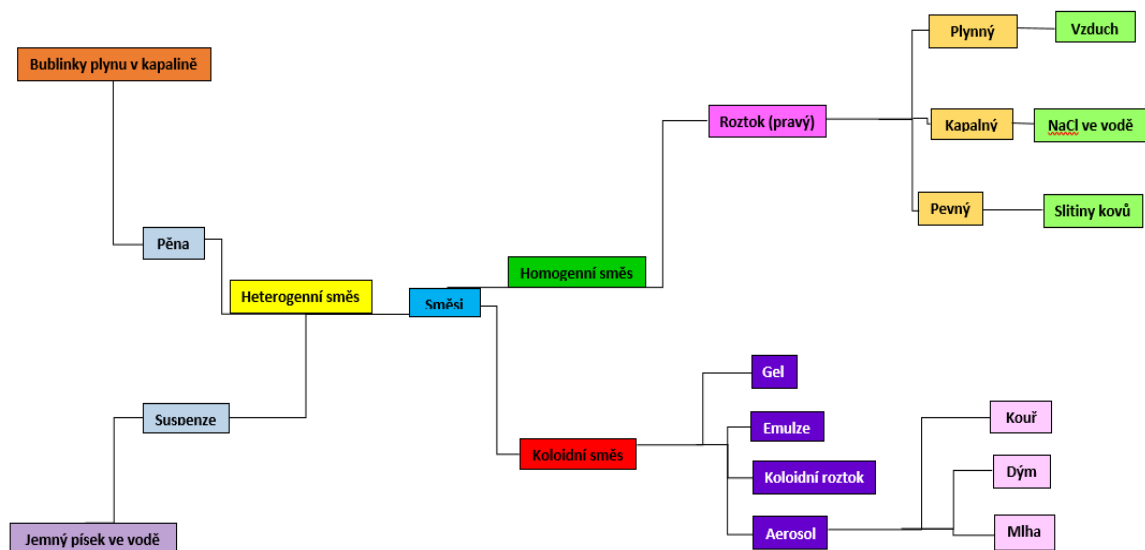 Plynný
Vzduch
Bublinky plynu v kapalině
Roztok (pravý)
Kapalný
NaCl ve vodě
Pevný
Slitiny kovů
Pěna
Homogenní směs
Heterogenní směs
Směsi
Gel
Suspenze
Emulze
Kouř
Koloidní směs
Koloidní roztok
Dým
Jemný písek ve vodě
Aerosol
Mlha